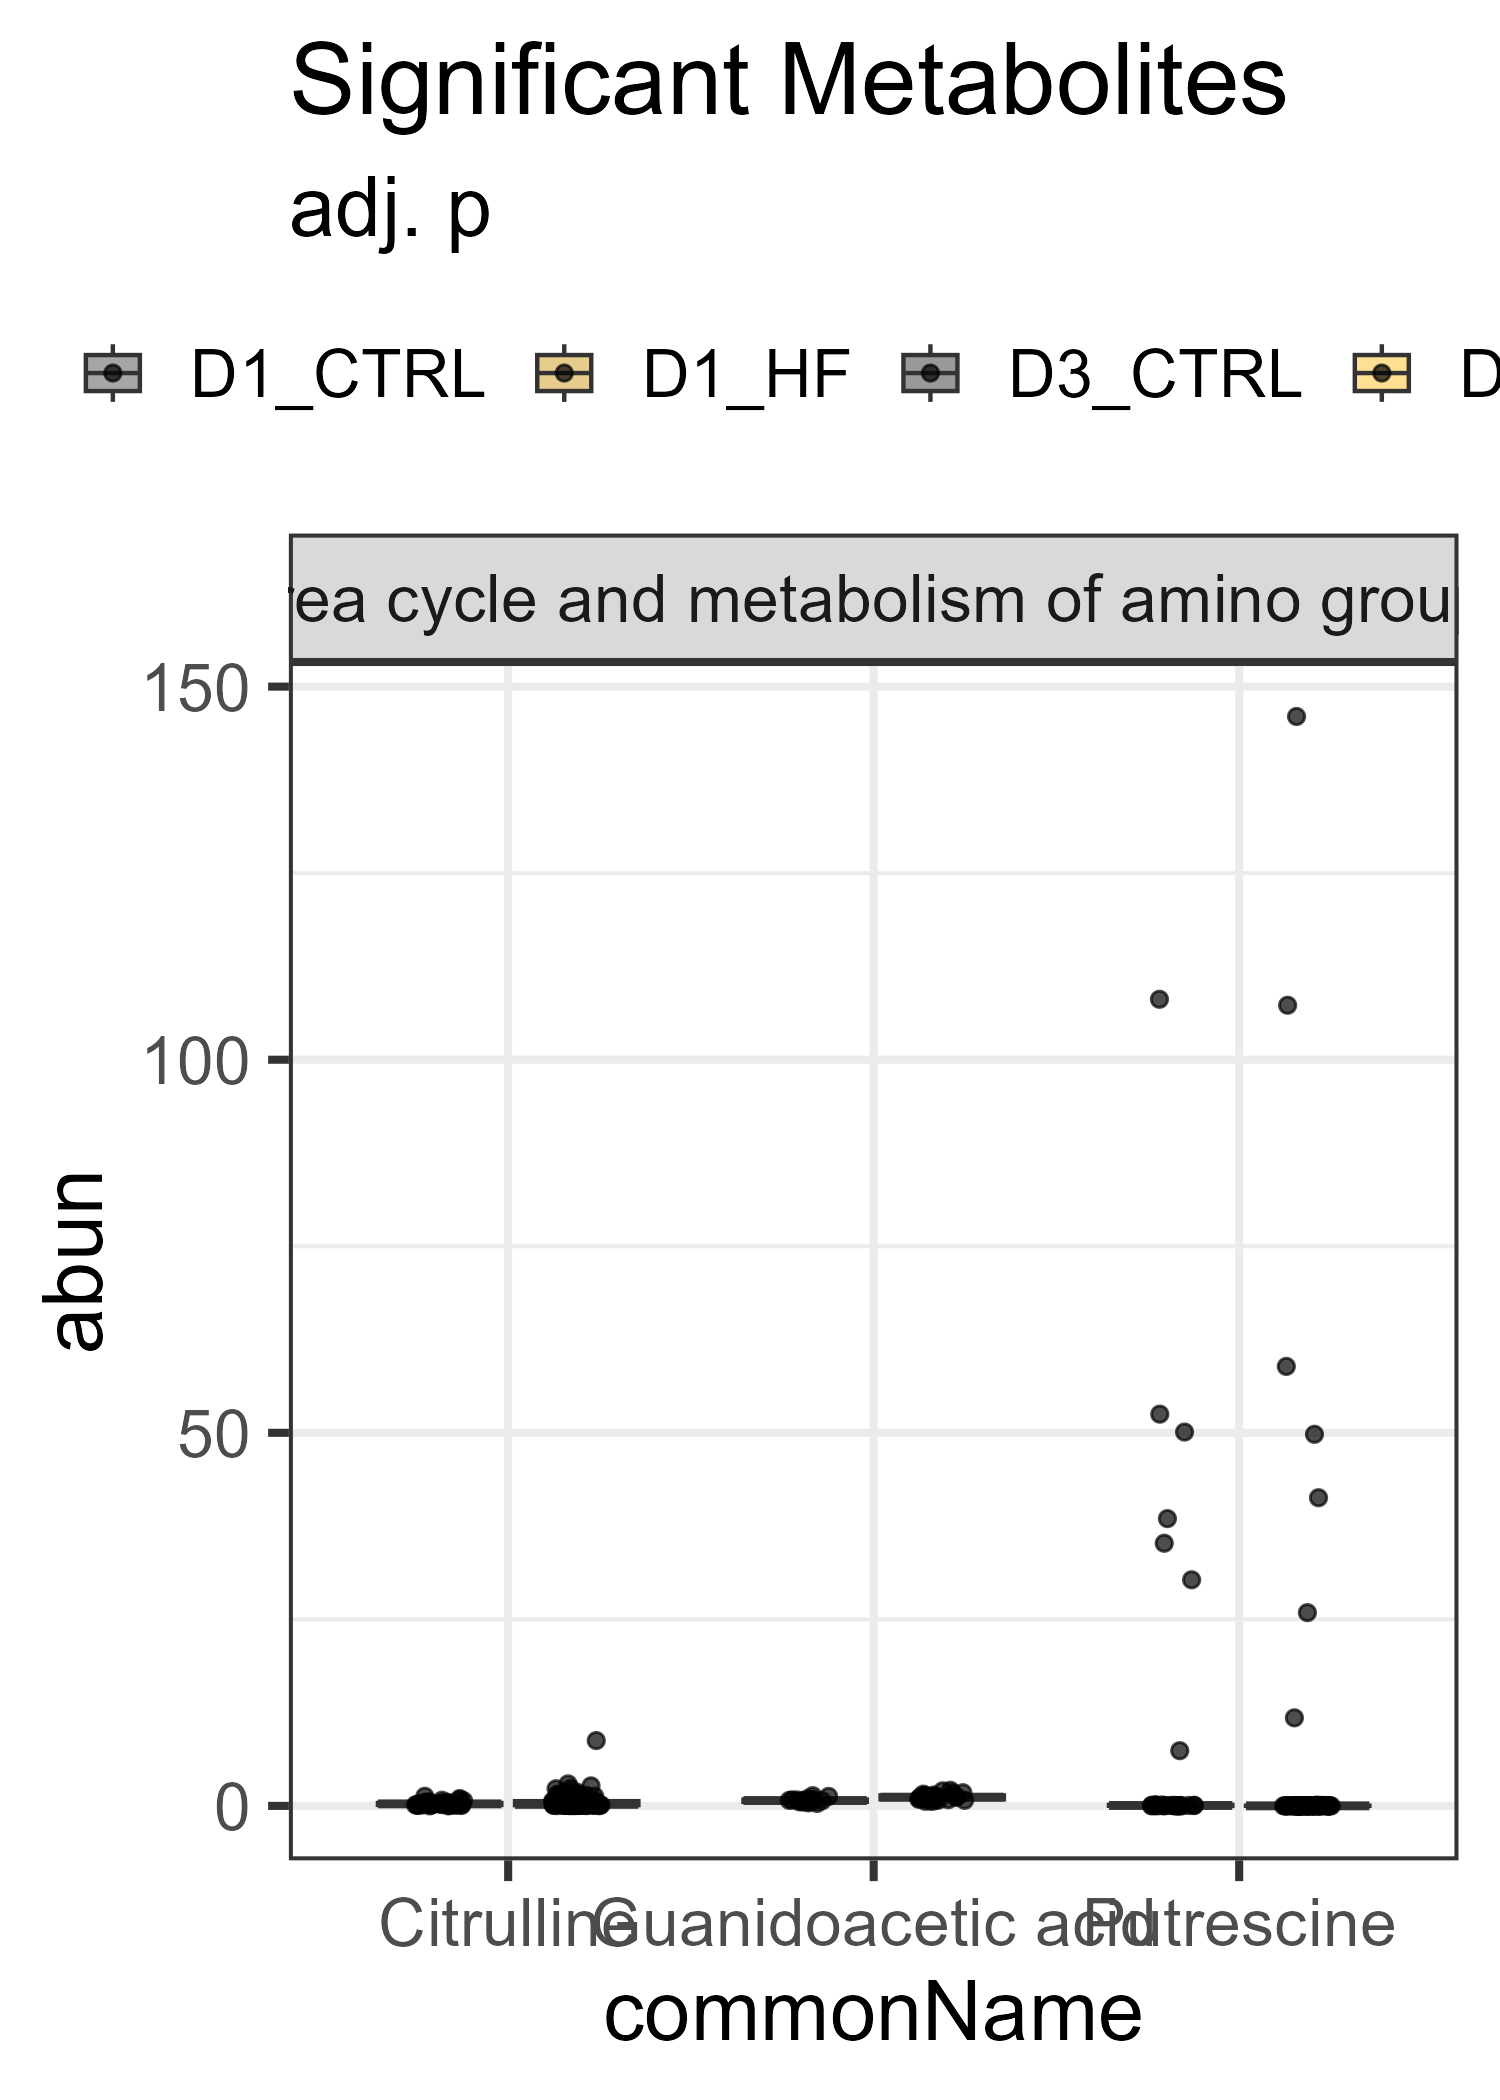 Significant Metabolites
adj. p
D1_CTRL D1_HF D3_CTRL D
ea cycle and metabolism of amino grou
150
100
50
0
abun
Citrulline Guanidoacetic acid Putrescine
commonName